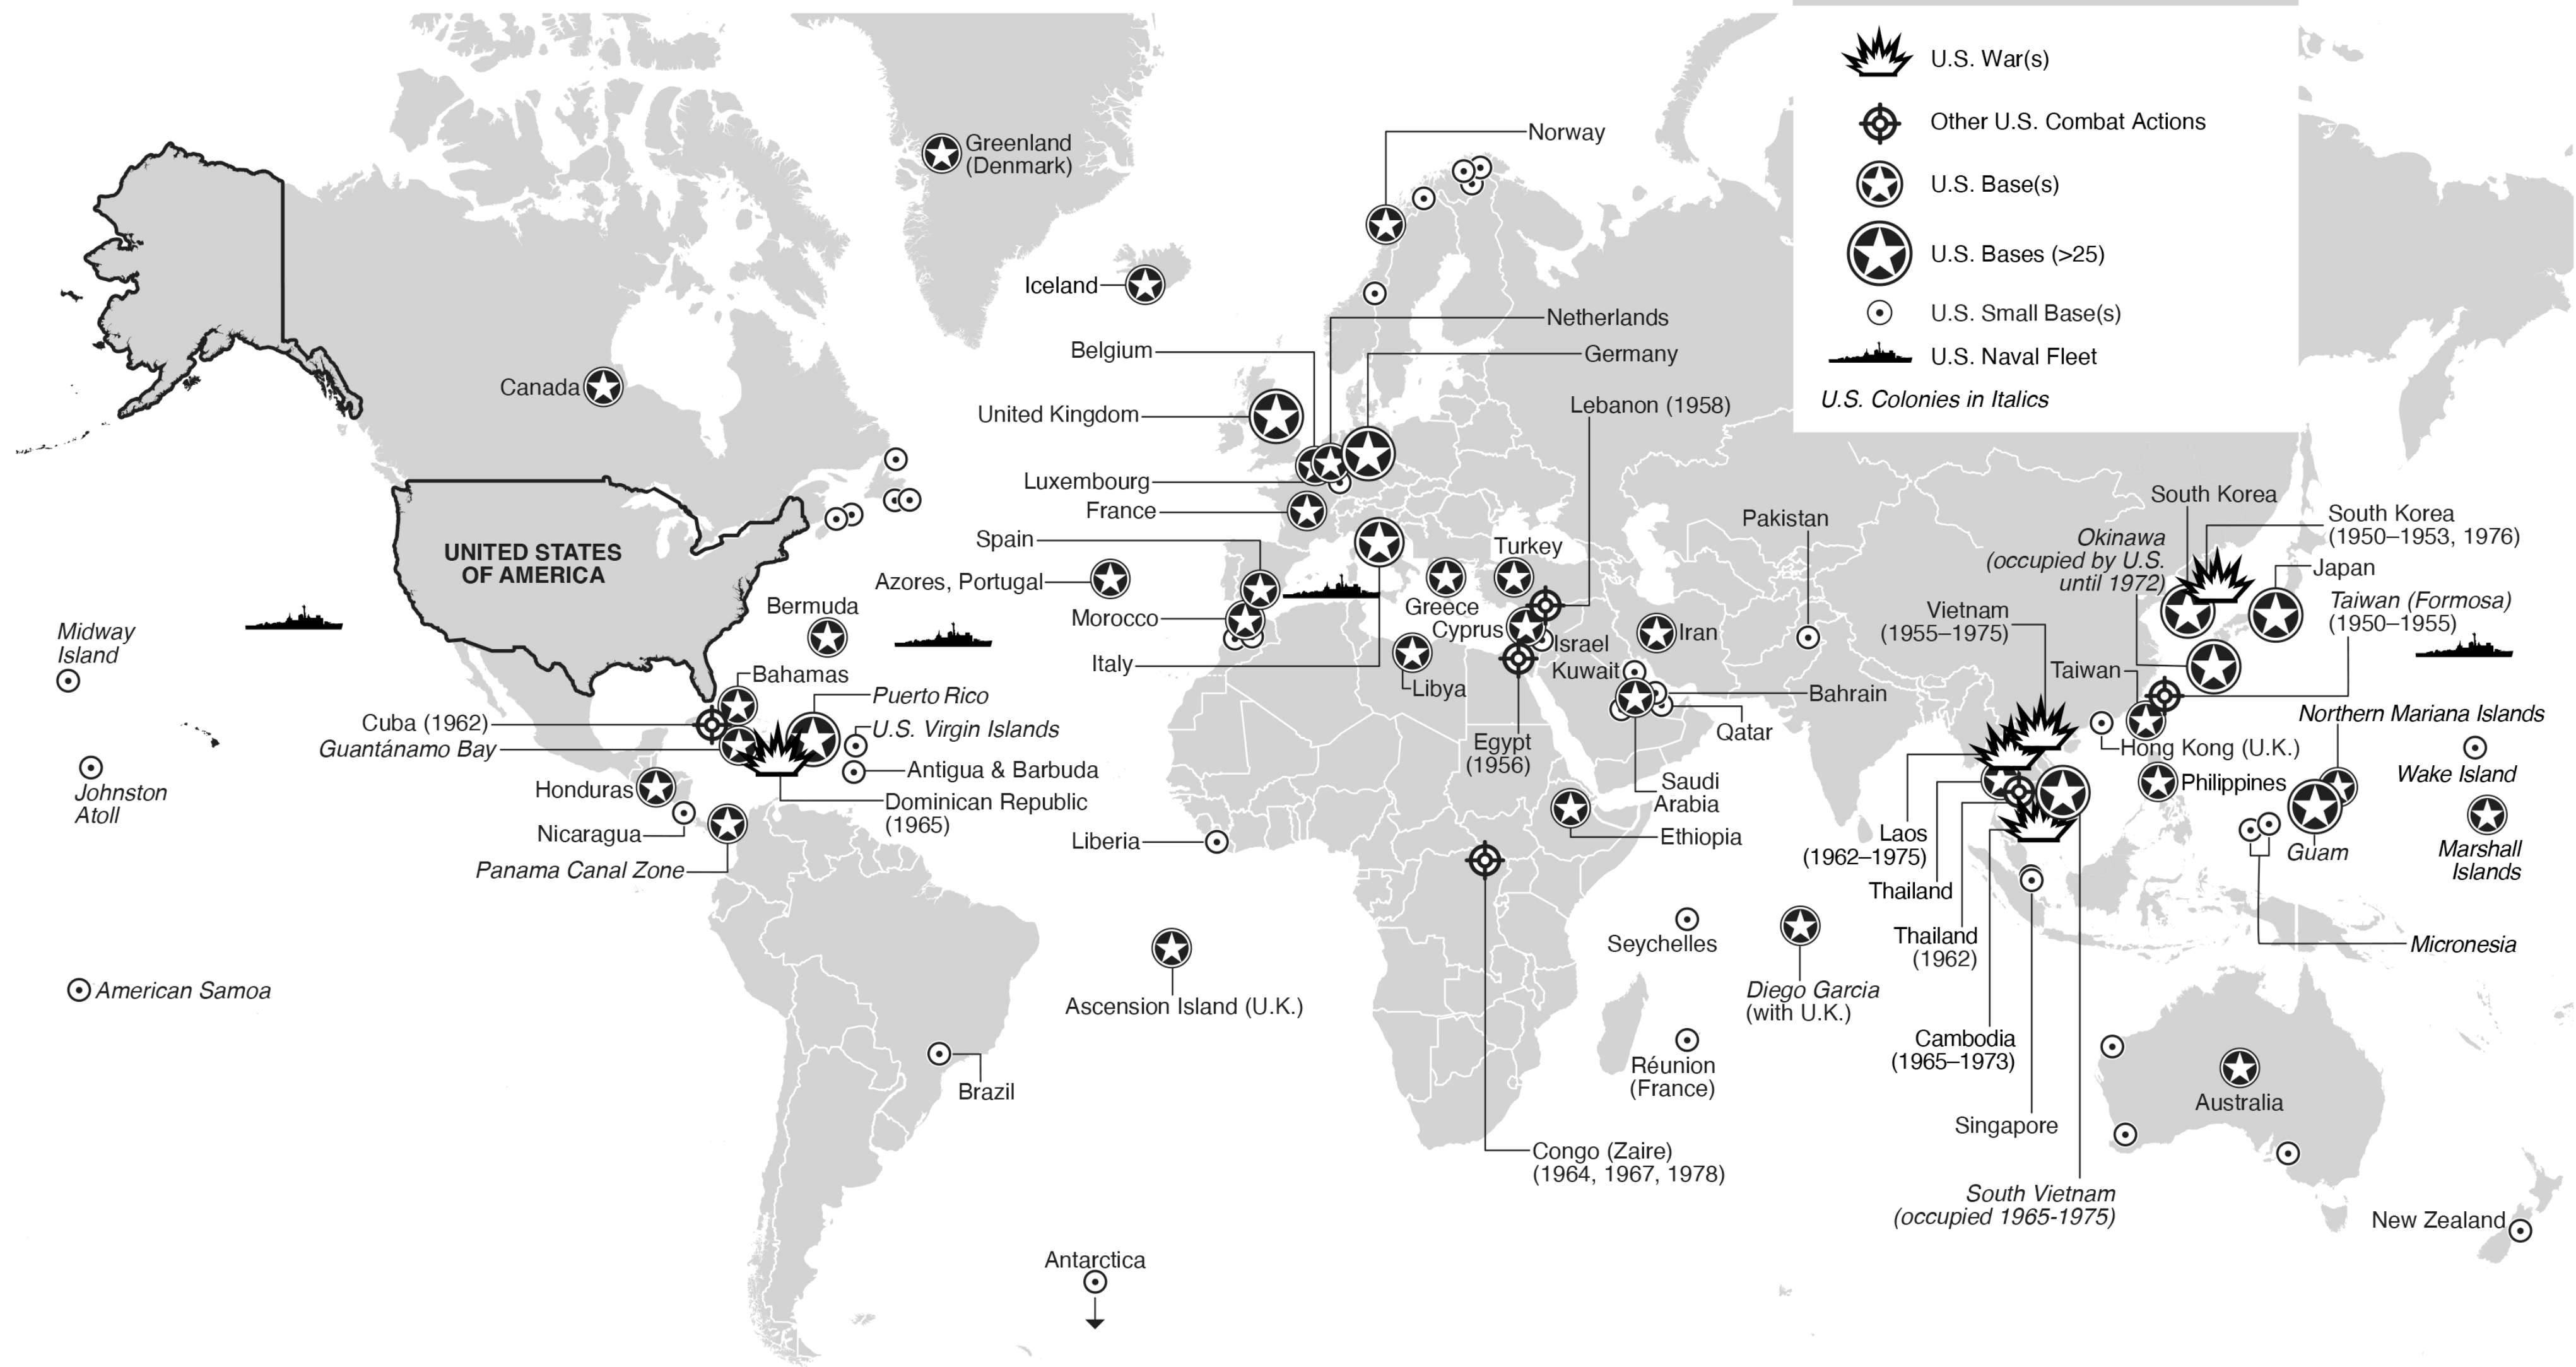 U.S. War(s)
Other U.S. Combat Actions
U.S. Base(s)
U.S. Bases (>25)
U.S. Small Base(s)
U.S. Naval Fleet
U.S. Colonies in Italics
Greenland
(Denmark)
Norway
Iceland
Netherlands
Belgium
Germany
Canada
United Kingdom
Lebanon (1958)
Luxembourg
France
Spain
Azores, Portugal
Morocco
Italy
Turkey
Greece
Cyprus
Israel
Kuwait
Libya
Iran
Pakistan
Bahrain
Qatar
Saudi
Arabia
Egypt
(1956)
Ethiopia
Liberia
Congo (Zaire)
(1964, 1967, 1978)
Ascension Island (U.K.)
Seychelles
Réunion
(France)
Diego Garcia
(with U.K.)
UNITED STATES
OF AMERICA
Midway
Island
Johnston
Atoll
American Samoa
Bermuda
Bahamas
Puerto Rico
U.S. Virgin Islands
Cuba (1962)
Guantánamo Bay
Antigua & Barbuda
Dominican Republic
(1965)
Honduras
Nicaragua
Panama Canal Zone
Brazil
Antarctica
South Korea
South Korea
(1950–1953, 1976)
Okinawa
(occupied by U.S.
until 1972)
Japan
Taiwan (Formosa)
(1950–1955)
Vietnam
(1955–1975)
Taiwan
Northern Mariana Islands
Hong Kong (U.K.)
Philippines
Wake Island
Guam
Marshall
Islands
Micronesia
Laos
(1962–1975)
Thailand
Thailand
(1962)
Cambodia
(1965–1973)
Singapore
South Vietnam
(occupied 1965-1975)
Australia
New Zealand